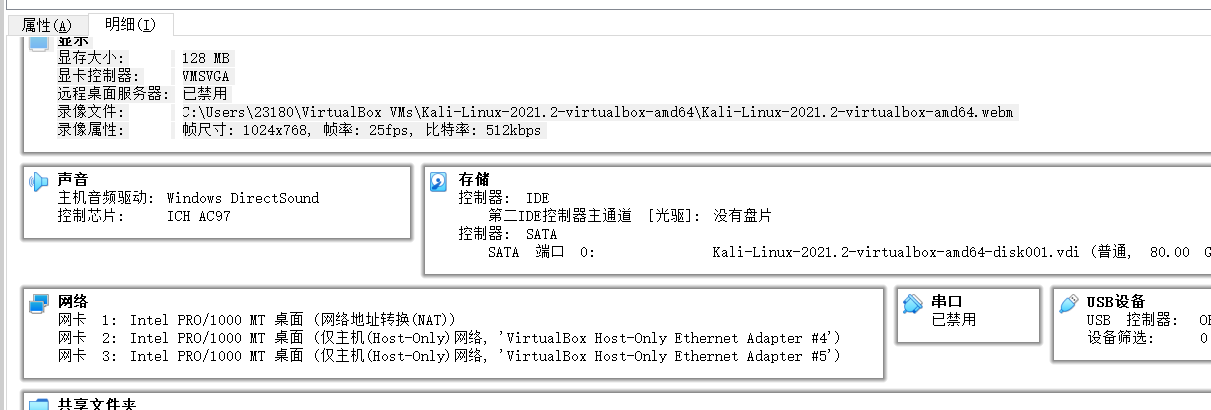 属性(A) 明细(I)
显示
显存大小: 128 MB
显卡控制器: VMSVGA
远程桌面服务器: 已禁用
录像文件: C:\Users\23180\VirtualBox VMs\Kali-Linux-2021.2-virtualbox-amd64\Kali-Linux-2021.2-virtualbox-amd64.webm
录像属性: 帧尺寸: 1024x768, 帧率: 25fps, 比特率: 512kbps
声音
主机音频驱动: Windows DirectSound
控制芯片: ICH AC97
存储
控制器: IDE
第二IDE控制器主通道 [光驱]: 没有盘片
控制器: SATA
SATA 端口 0: Kali-Linux-2021.2-virtualbox-amd64-disk001.vdi (普通, 80.00 G
网络
网卡 1: Intel PRO/1000 MT 桌面 (网络地址转换(NAT))
网卡 2: Intel PRO/1000 MT 桌面 (仅主机(Host-Only)网络, 'VirtualBox Host-Only Ethernet Adapter #4')
网卡 3: Intel PRO/1000 MT 桌面 (仅主机(Host-Only)网络, 'VirtualBox Host-Only Ethernet Adapter #5')
串口
已禁用
USB设备
USB 控制器:
设备筛选: 0
共享文件夹